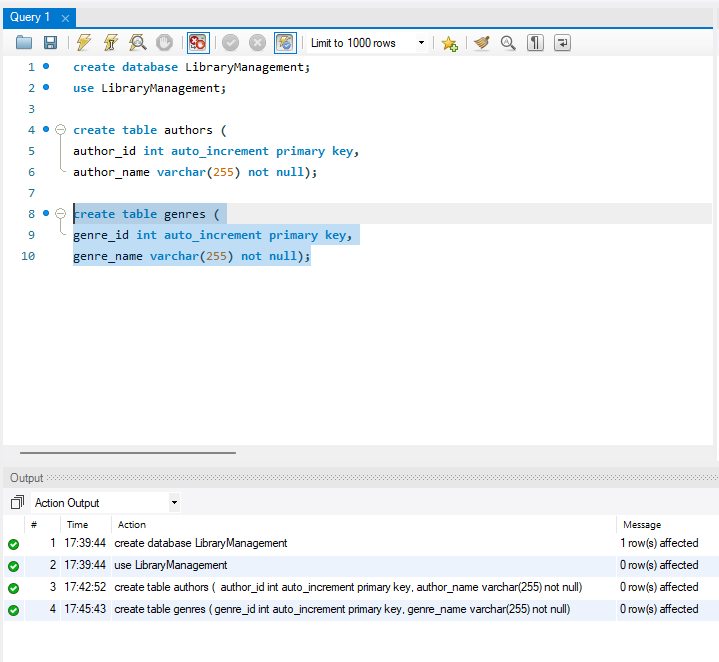 Query 1
Limit to 1000 rows
1 create database LibraryManagement;
2 use LibraryManagement;
3
4 create table authors (
5 author_id int auto_increment primary key,
6 author_name varchar(255) not null);
7
8 create table genres (
9 genre_id int auto_increment primary key,
10 genre_name varchar(255) not null);
Output
Action Output
# Time Action Message
1 17:39:44 create database LibraryManagement 1 row(s) affected
2 17:39:44 use LibraryManagement 0 row(s) affected
3 17:42:52 create table authors (  author_id int auto_increment primary key, author_name varchar(255) not null) 0 row(s) affected
4 17:45:43 create table genres ( genre_id int auto_increment primary key, genre_name varchar(255) not null) 0 row(s) affected